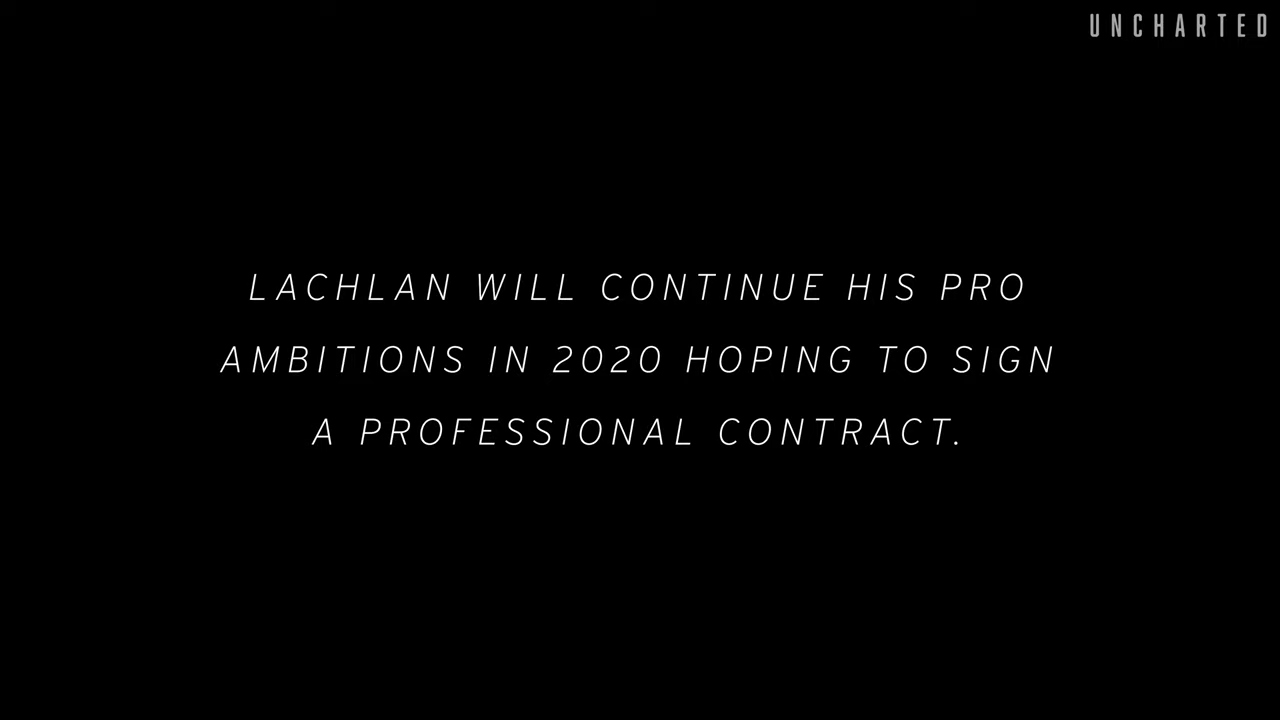 UNCHARTED
LACHLAN WILL CONTINUE HIS PRO
AMBITIONS IN 2020 HOPING TO SIGN
A PROFESSIONAL CONTRACT.